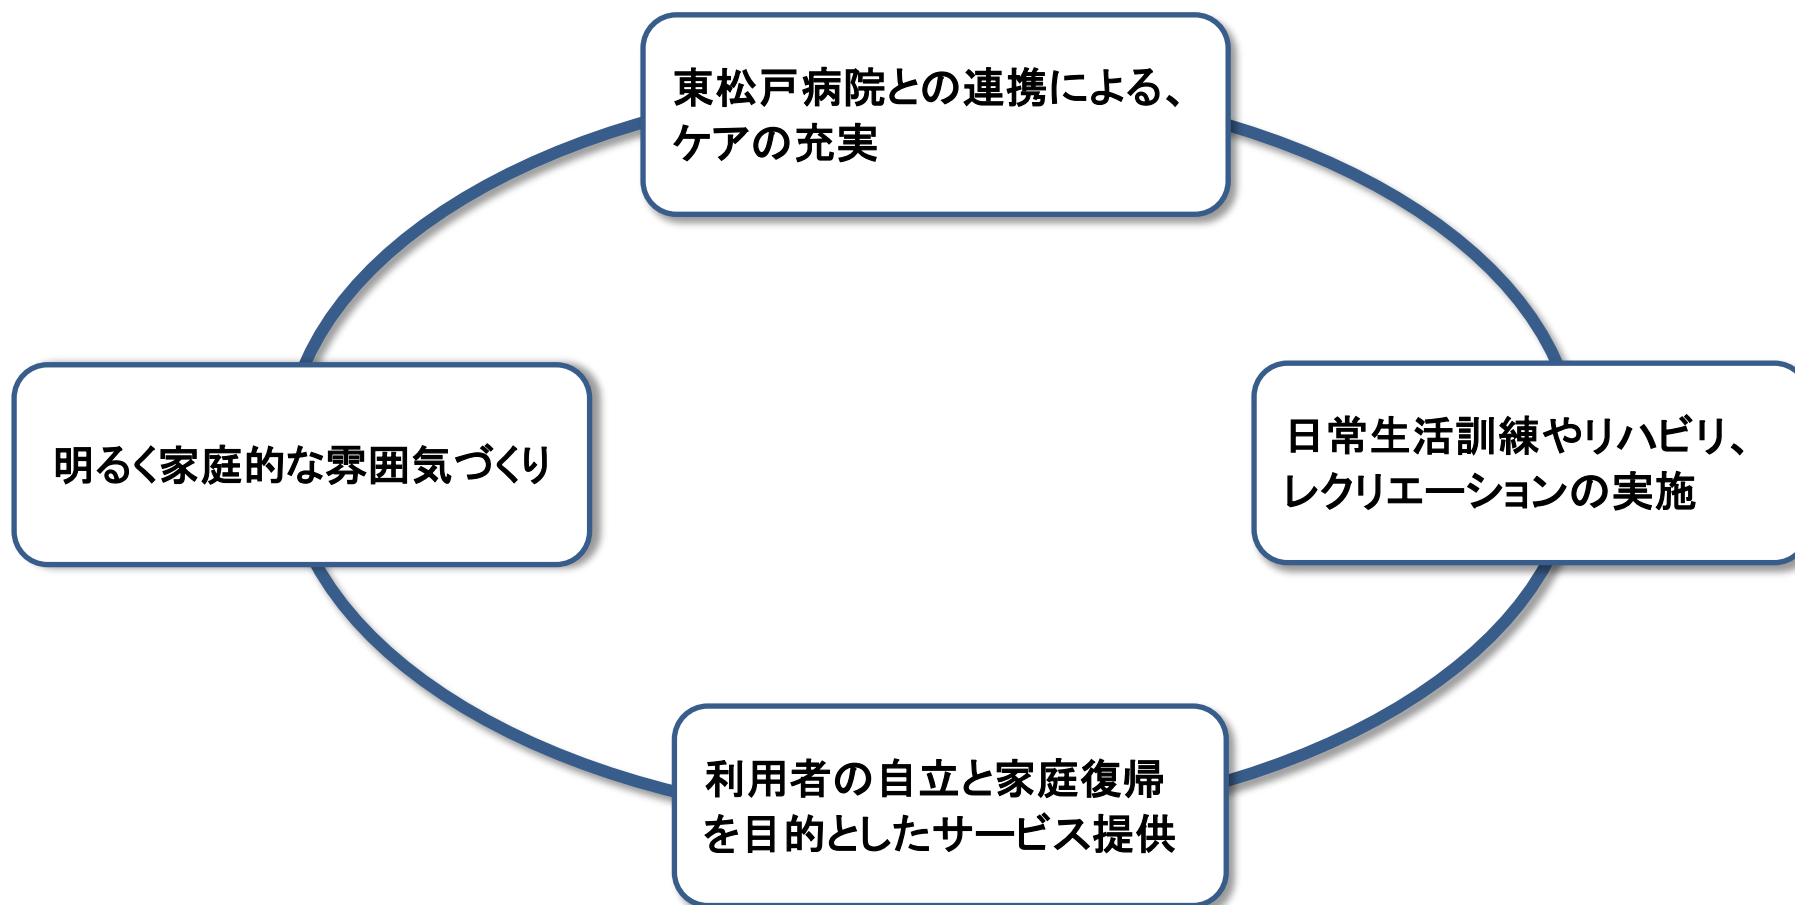 東松戸病院との連携による、
ケアの充実
明るく家庭的な雰囲気づくり
日常生活訓練やリハビリ、
レクリエーションの実施
利用者の自立と家庭復帰
を目的としたサービス提供